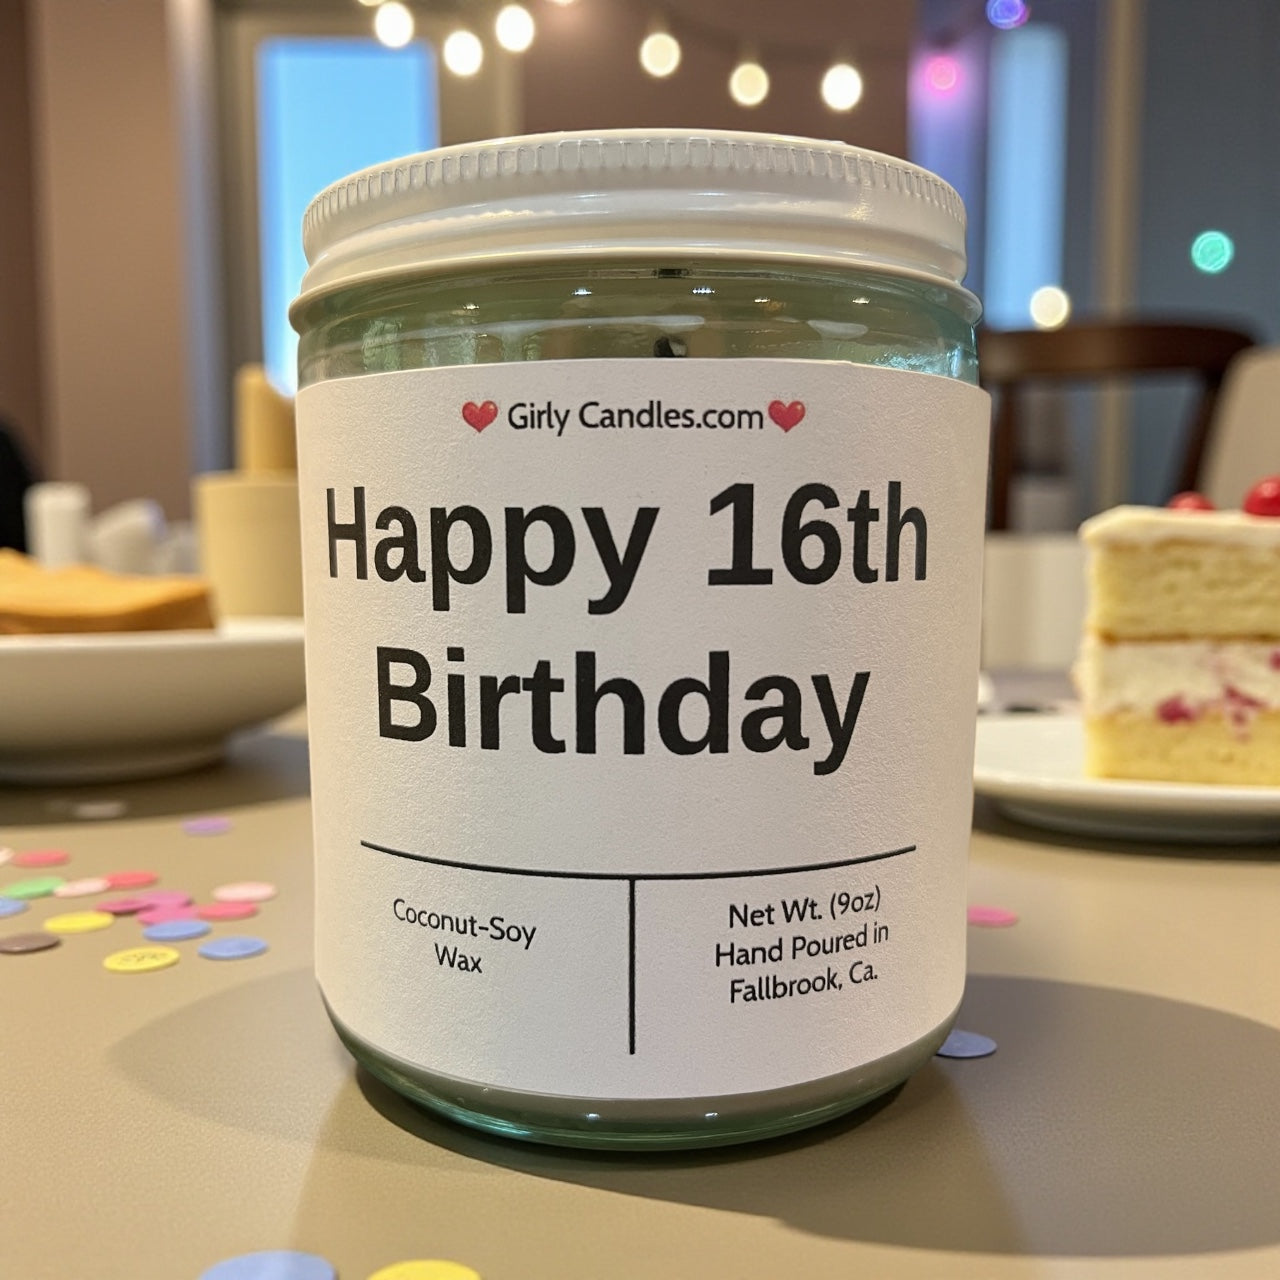 Girly Candles.com
Happy 16th
Birthday
Coconut-Soy
Wax
Net Wt. (9oz)
Hand Poured in
Fallbrook, Ca.